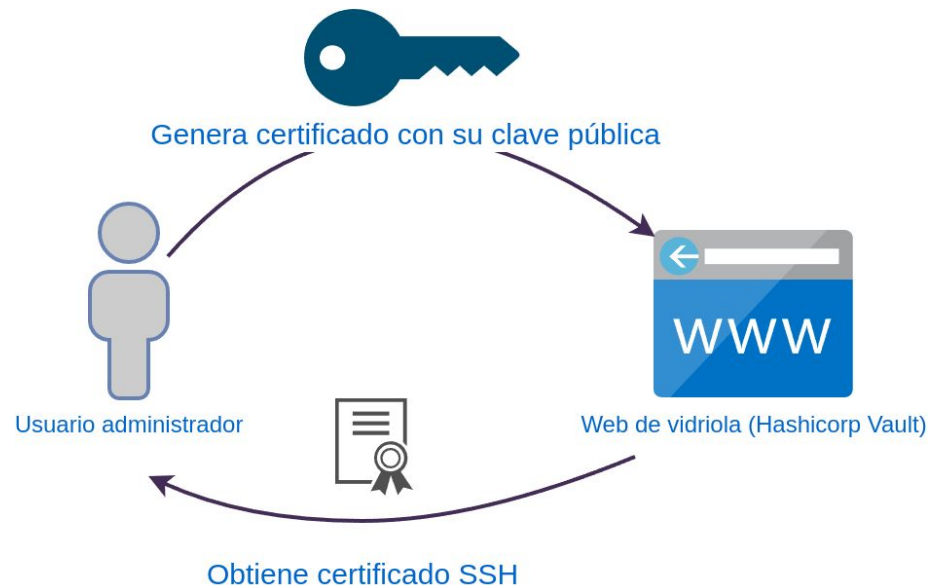 Genera certificado con su clave pública
WWW
Usuario administrador
Web de vidriola (Hashicorp Vault)
Obtiene certificado SSH